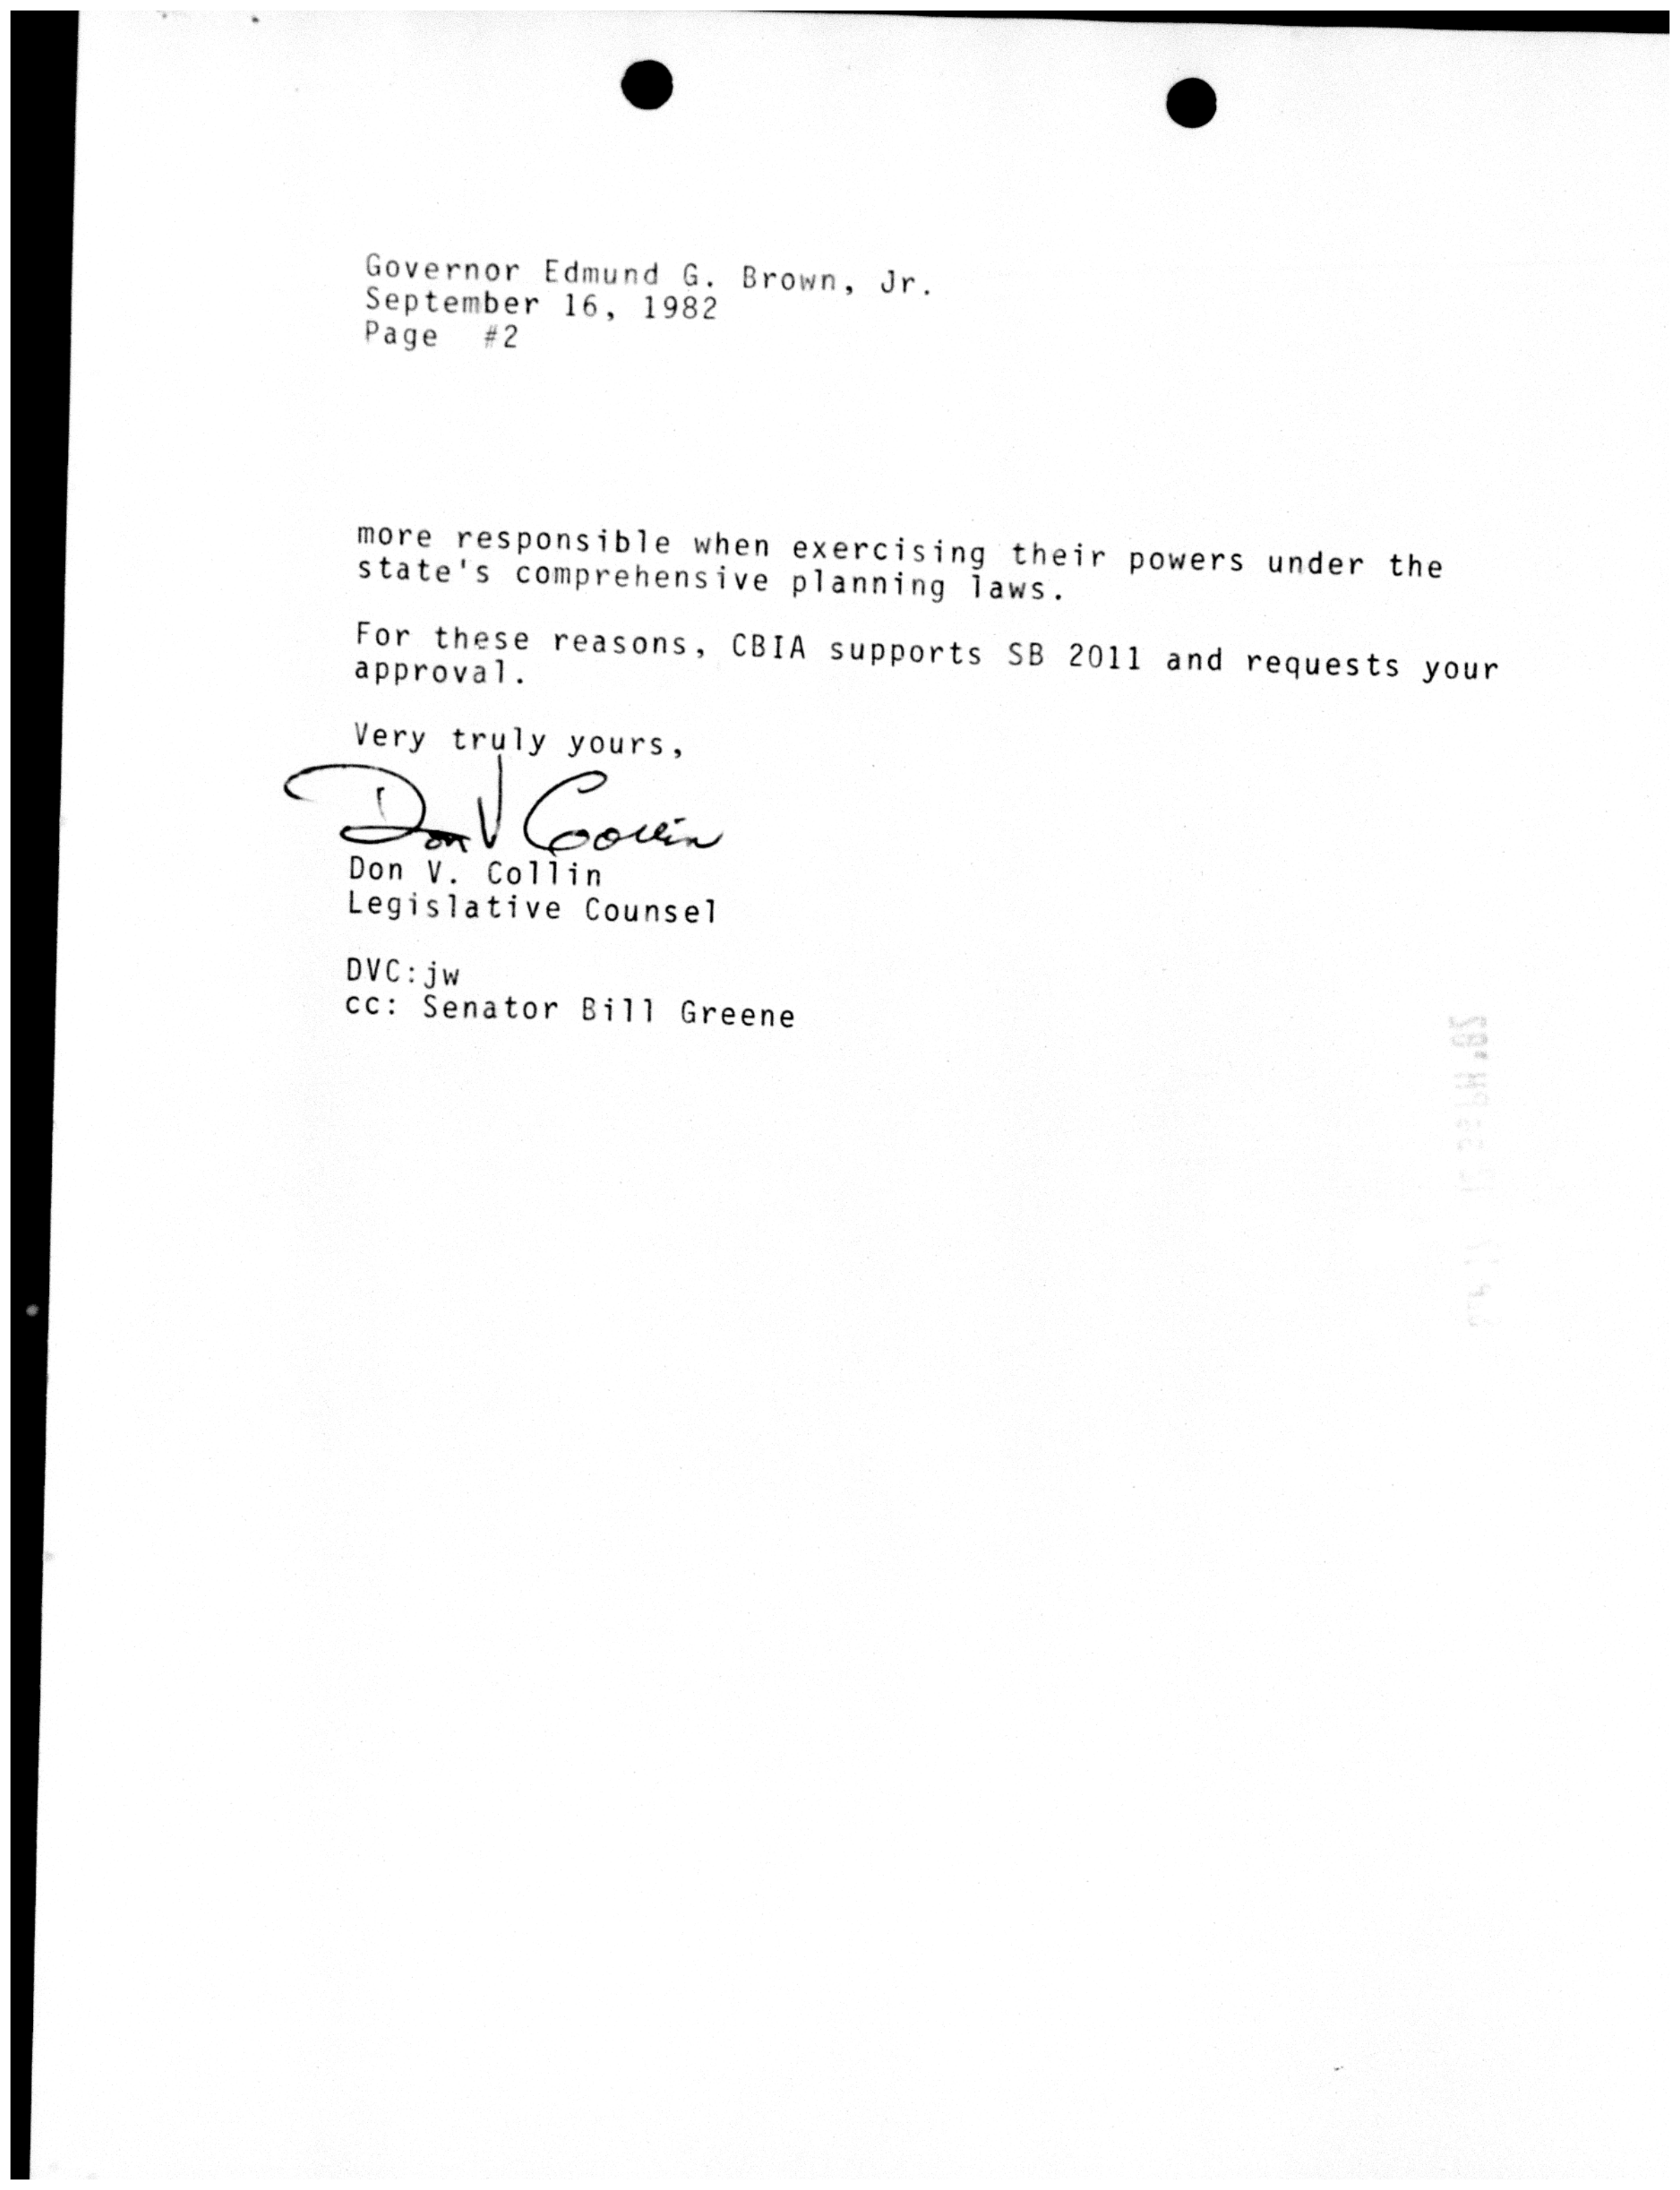 Governor Edmund G. Brown, Jr.
September 16, 1982
Page #2
more responsible when exercising their powers under the
state's comprehensive planning laws.
For these reasons, CBIA supports SB 2011 and requests your
approval.
Very truly yours,
Don V Collin
Don V. Collin
Legislative Counsel
DVC:jw
cc: Senator Bill Greene